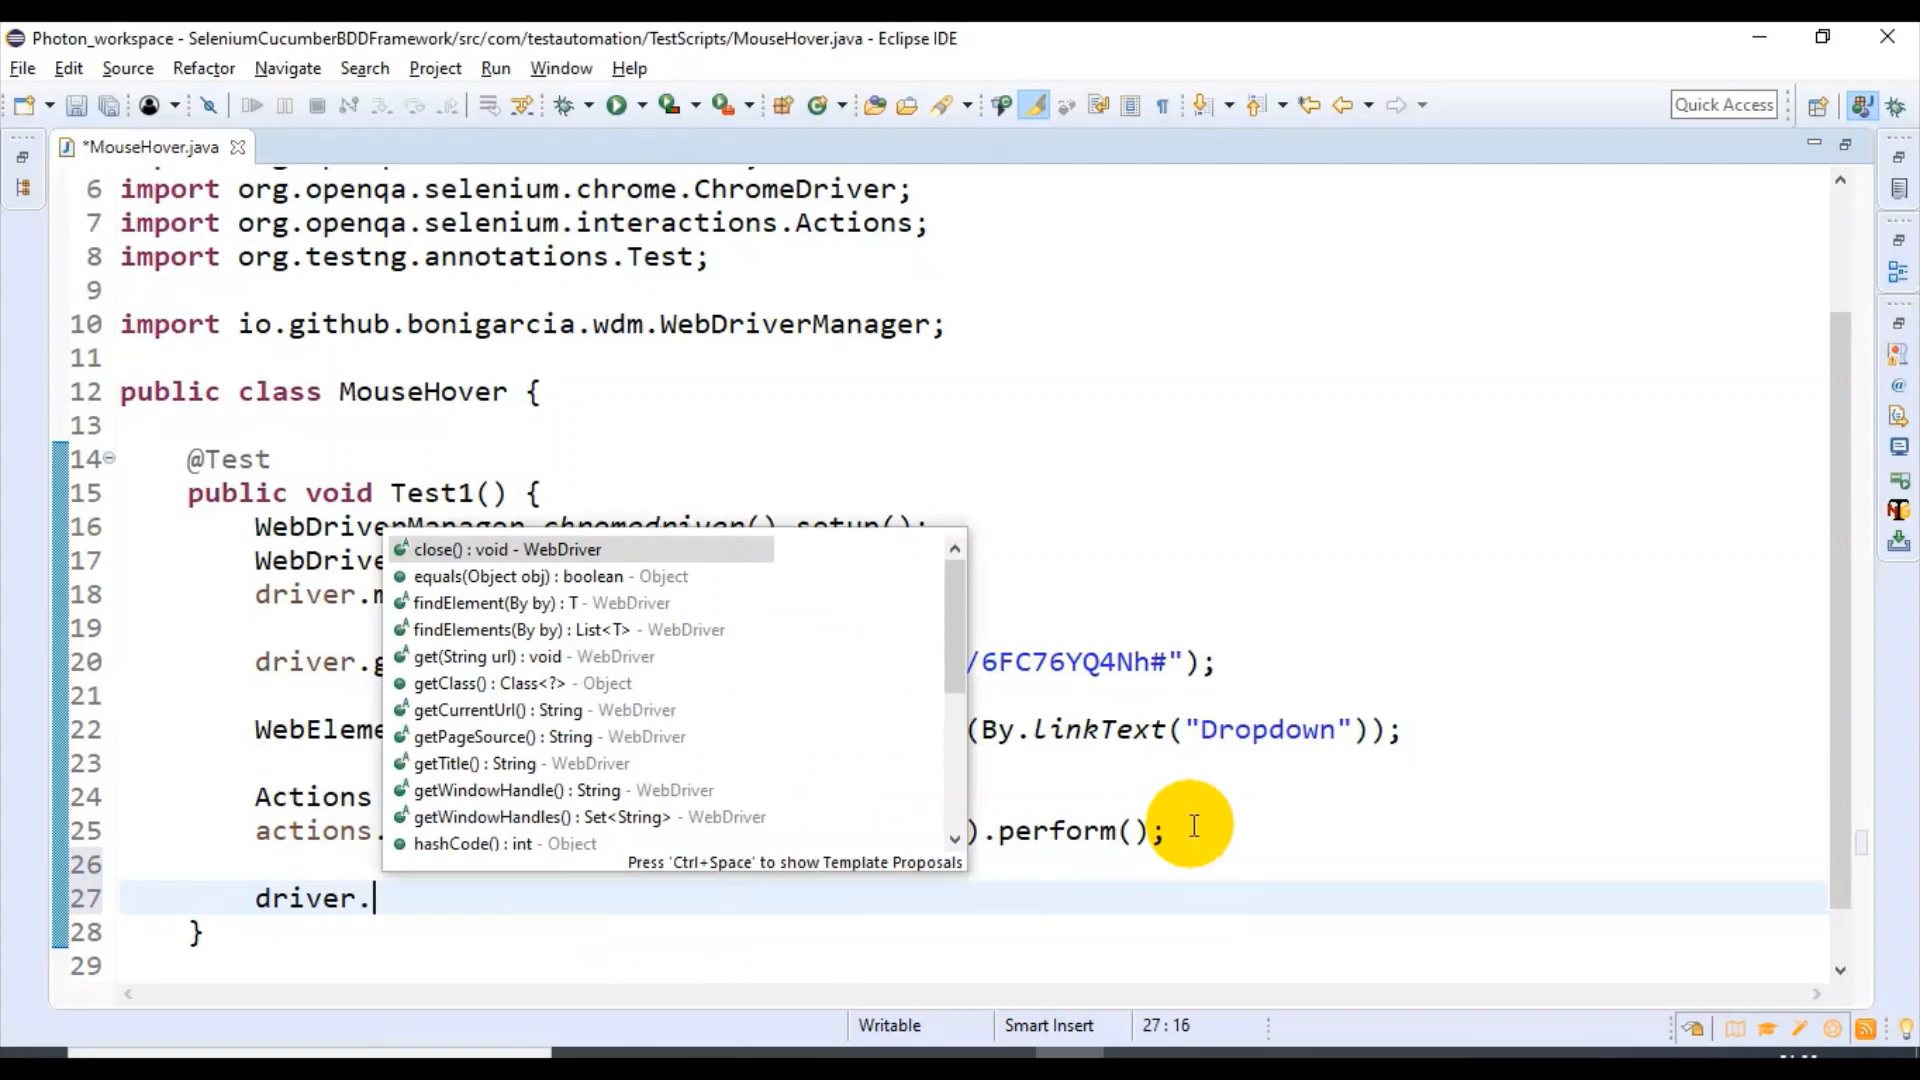 Photon_workspace - SeleniumCucumberBDDFramework/src/com/testautomation/TestScripts/MouseHover.java - Eclipse IDE
File Edit Source Refactor Navigate Search Project Run Window Help
Quick Access
*MouseHover.java
6 import org.openqa.selenium.chrome.ChromeDriver;
7 import org.openqa.selenium.interactions.Actions;
8 import org.testng.annotations.Test;
9
10 import io.github.bonigarcia.wdm.WebDriverManager;
11
12 public class MouseHover {
13
14 @Test
15 public void Test1() {
16 WebDriverManager.chromedriver().setup();
17 WebDrive
18 driver.m
19
20 driver.g /6FC76YQ4Nh#");
21
22 WebEleme (By.linkText("Dropdown"));
23
24 Actions
25 actions. ).perform();
26
27 driver.
28 }
29
close() : void - WebDriver
equals(Object obj) : boolean - Object
findElement(By by) : T - WebDriver
findElements(By by) : List<T> - WebDriver
get(String url) : void - WebDriver
getClass() : Class<?> - Object
getCurrentUrl() : String - WebDriver
getPageSource() : String - WebDriver
getTitle() : String - WebDriver
getWindowHandle() : String - WebDriver
getWindowHandles() : Set<String> - WebDriver
hashCode() : int - Object
Press 'Ctrl+Space' to show Template Proposals
Writable Smart Insert 27 : 16